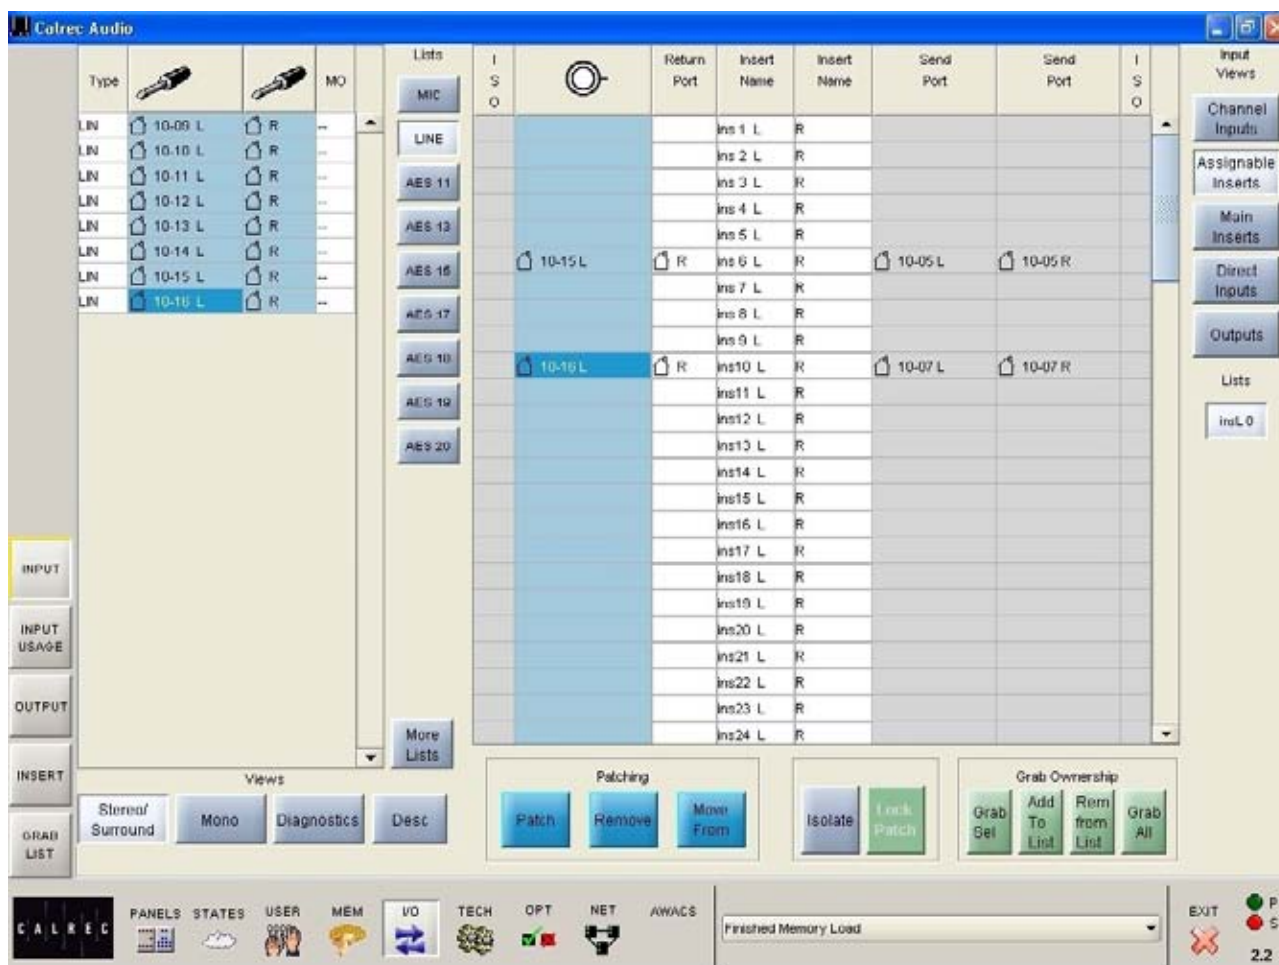 Calrec Audio
Type MO
LIN 10-09 L R --
LIN 10-10 L R --
LIN 10-11 L R --
LIN 10-12 L R --
LIN 10-13 L R --
LIN 10-14 L R --
LIN 10-15 L R --
LIN 10-16 L R --
Lists
MIC
LINE
AES 11
AES 13
AES 15
AES 17
AES 18
AES 19
AES 20
More
Lists
I S O Return Port Insert Name Insert Name Send Port Send Port I S O
ins 1 L R
ins 2 L R
ins 3 L R
ins 4 L R
ins 5 L R
10-15 L R ins 6 L R 10-05 L 10-05 R
ins 7 L R
ins 8 L R
ins 9 L R
10-16 L R ins10 L R 10-07 L 10-07 R
ins11 L R
ins12 L R
ins13 L R
ins14 L R
ins15 L R
ins16 L R
ins17 L R
ins18 L R
ins19 L R
ins20 L R
ins21 L R
ins22 L R
ins23 L R
ins24 L R
Input
Views
Channel
Inputs
Assignable
Inserts
Main
Inserts
Direct
Inputs
Outputs
Lists
insL 0
INPUT
INPUT
USAGE
OUTPUT
INSERT
GRAB
LIST
Views
Stereo/
Surround
Mono
Diagnostics
Desc
Patching
Patch
Remove
Move
From
Isolate
Lock
Patch
Grab Ownership
Grab
Sel
Add
To
List
Rem
from
List
Grab
All
CALREC
PANELS STATES USER MEM I/O TECH OPT NET AWACS
Finished Memory Load
EXIT
P
S
2.2